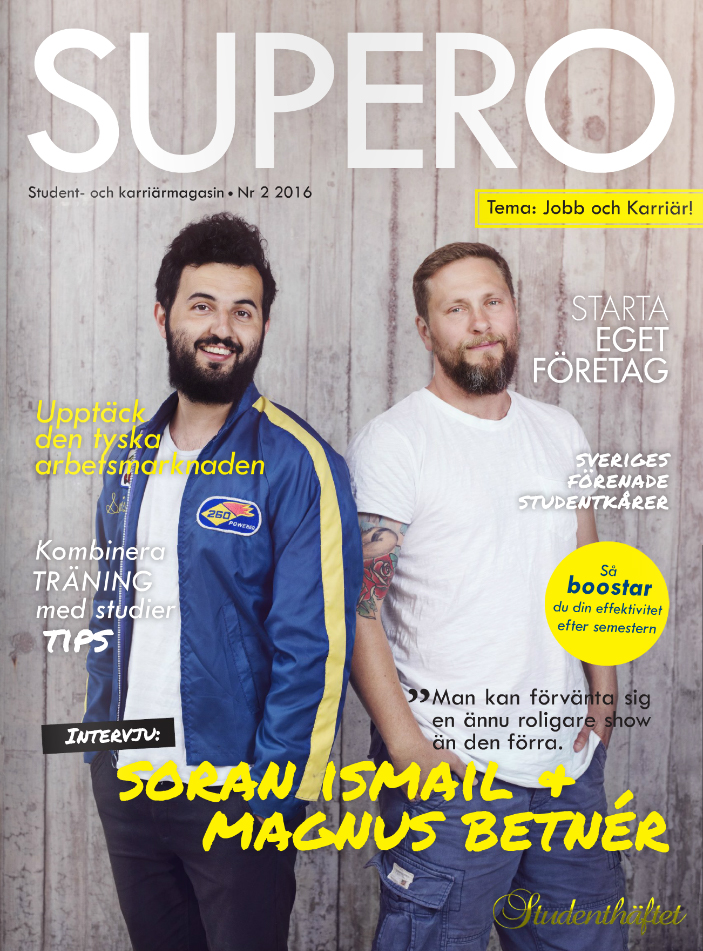 SUPERO
Student- och karriärmagasin • Nr 2 2016
Tema: Jobb och Karriär!
STARTA
EGET
FÖRETAG
Upptäck
den tyska
arbetsmarknaden
SVERIGES
FÖRENADE
STUDENTKÅRER
260
POWERED
Kombinera
TRÄNING
med studier
TIPS
Så
boostar
du din effektivitet
efter semestern
”Man kan förvänta sig
en ännu roligare show
än den förra.
INTERVJU:
SORAN ISMAIL &
MAGNUS BETNÉR
Studenthäftet